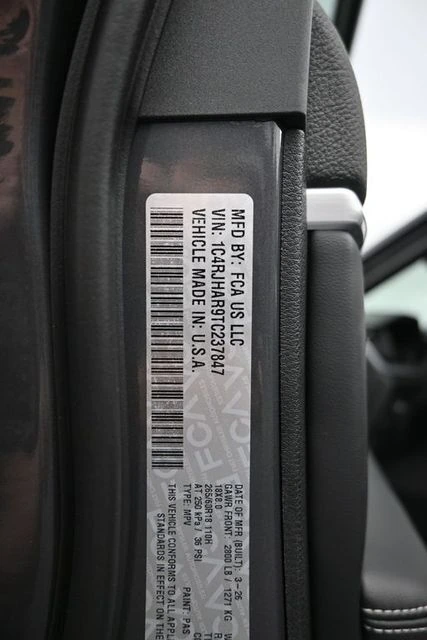 MFD BY: FCA US LLC
VIN: 1C4RJHAR9TC237847
VEHICLE MADE IN: U.S.A.
DATE OF MFR (BUILT): 3-26
GAWR FRONT: 2800 LB / 1271 KG
18X8.0
265/60R18 110H
AT 250 kPa / 36 PSI
TYPE: MPV PAINT: PAS
THIS VEHICLE CONFORMS TO ALL APPL
STANDARDS IN EFFECT ON THE